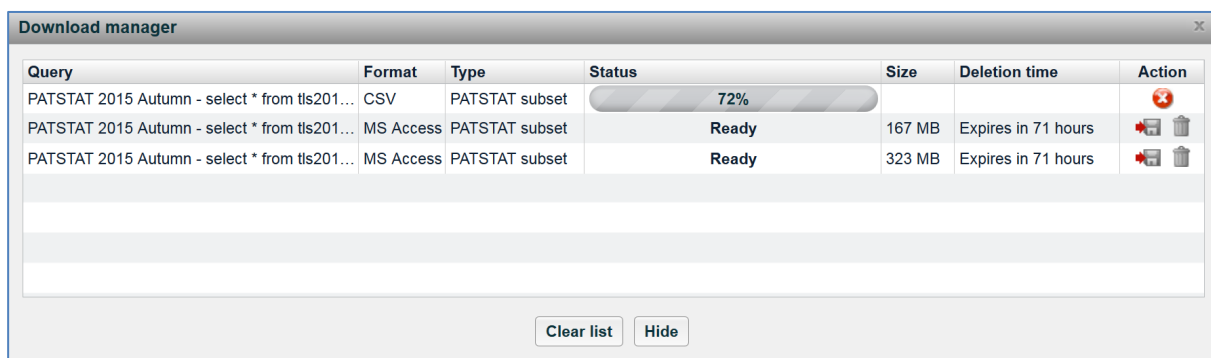 Download manager x
Query Format Type Status Size Deletion time Action
PATSTAT 2015 Autumn - select * from tls201... CSV PATSTAT subset 72%
PATSTAT 2015 Autumn - select * from tls201... MS Access PATSTAT subset Ready 167 MB Expires in 71 hours
PATSTAT 2015 Autumn - select * from tls201... MS Access PATSTAT subset Ready 323 MB Expires in 71 hours
Clear list Hide